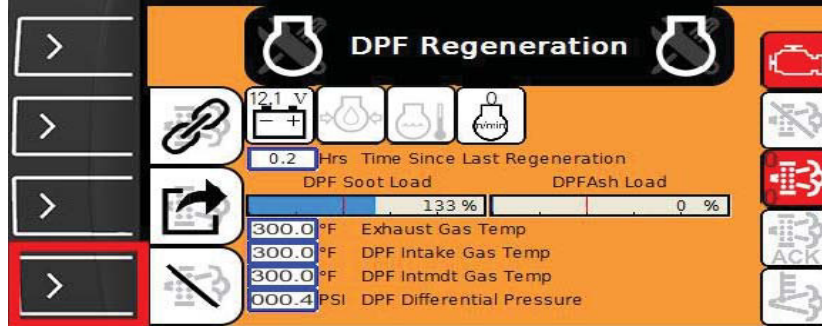 DPF Regeneration
12.1 V
0
n/min
0.2 Hrs Time Since Last Regeneration
DPF Soot Load DPFAsh Load
133 % 0 %
300.0 °F Exhaust Gas Temp
300.0 °F DPF Intake Gas Temp
300.0 °F DPF Intmdt Gas Temp
000.4 PSI DPF Differential Pressure
0
0
ACK